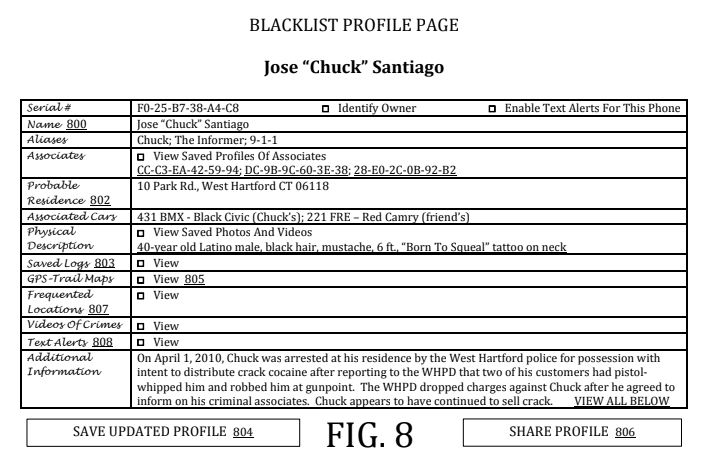 BLACKLIST PROFILE PAGE
Jose “Chuck” Santiago
Serial # F0-25-B7-38-A4-C8 Identify Owner Enable Text Alerts For This Phone
Name 800 Jose “Chuck” Santiago
Aliases Chuck; The Informer; 9-1-1
Associates View Saved Profiles Of Associates
CC-C3-EA-42-59-94; DC-9B-9C-60-3E-38; 28-E0-2C-0B-92-B2
Probable 10 Park Rd., West Hartford CT 06118
Residence 802
Associated Cars 431 BMX - Black Civic (Chuck’s); 221 FRE – Red Camry (friend’s)
Physical View Saved Photos And Videos
Description 40-year old Latino male, black hair, mustache, 6 ft., “Born To Squeal” tattoo on neck
Saved Logs 803 View
GPS-Trail Maps View 805
Frequented View
Locations 807
Videos Of Crimes View
Text Alerts 808 View
Additional On April 1, 2010, Chuck was arrested at his residence by the West Hartford police for possession with
Information intent to distribute crack cocaine after reporting to the WHPD that two of his customers had pistol-
whipped him and robbed him at gunpoint. The WHPD dropped charges against Chuck after he agreed to
inform on his criminal associates. Chuck appears to have continued to sell crack. VIEW ALL BELOW
SAVE UPDATED PROFILE 804 FIG. 8 SHARE PROFILE 806